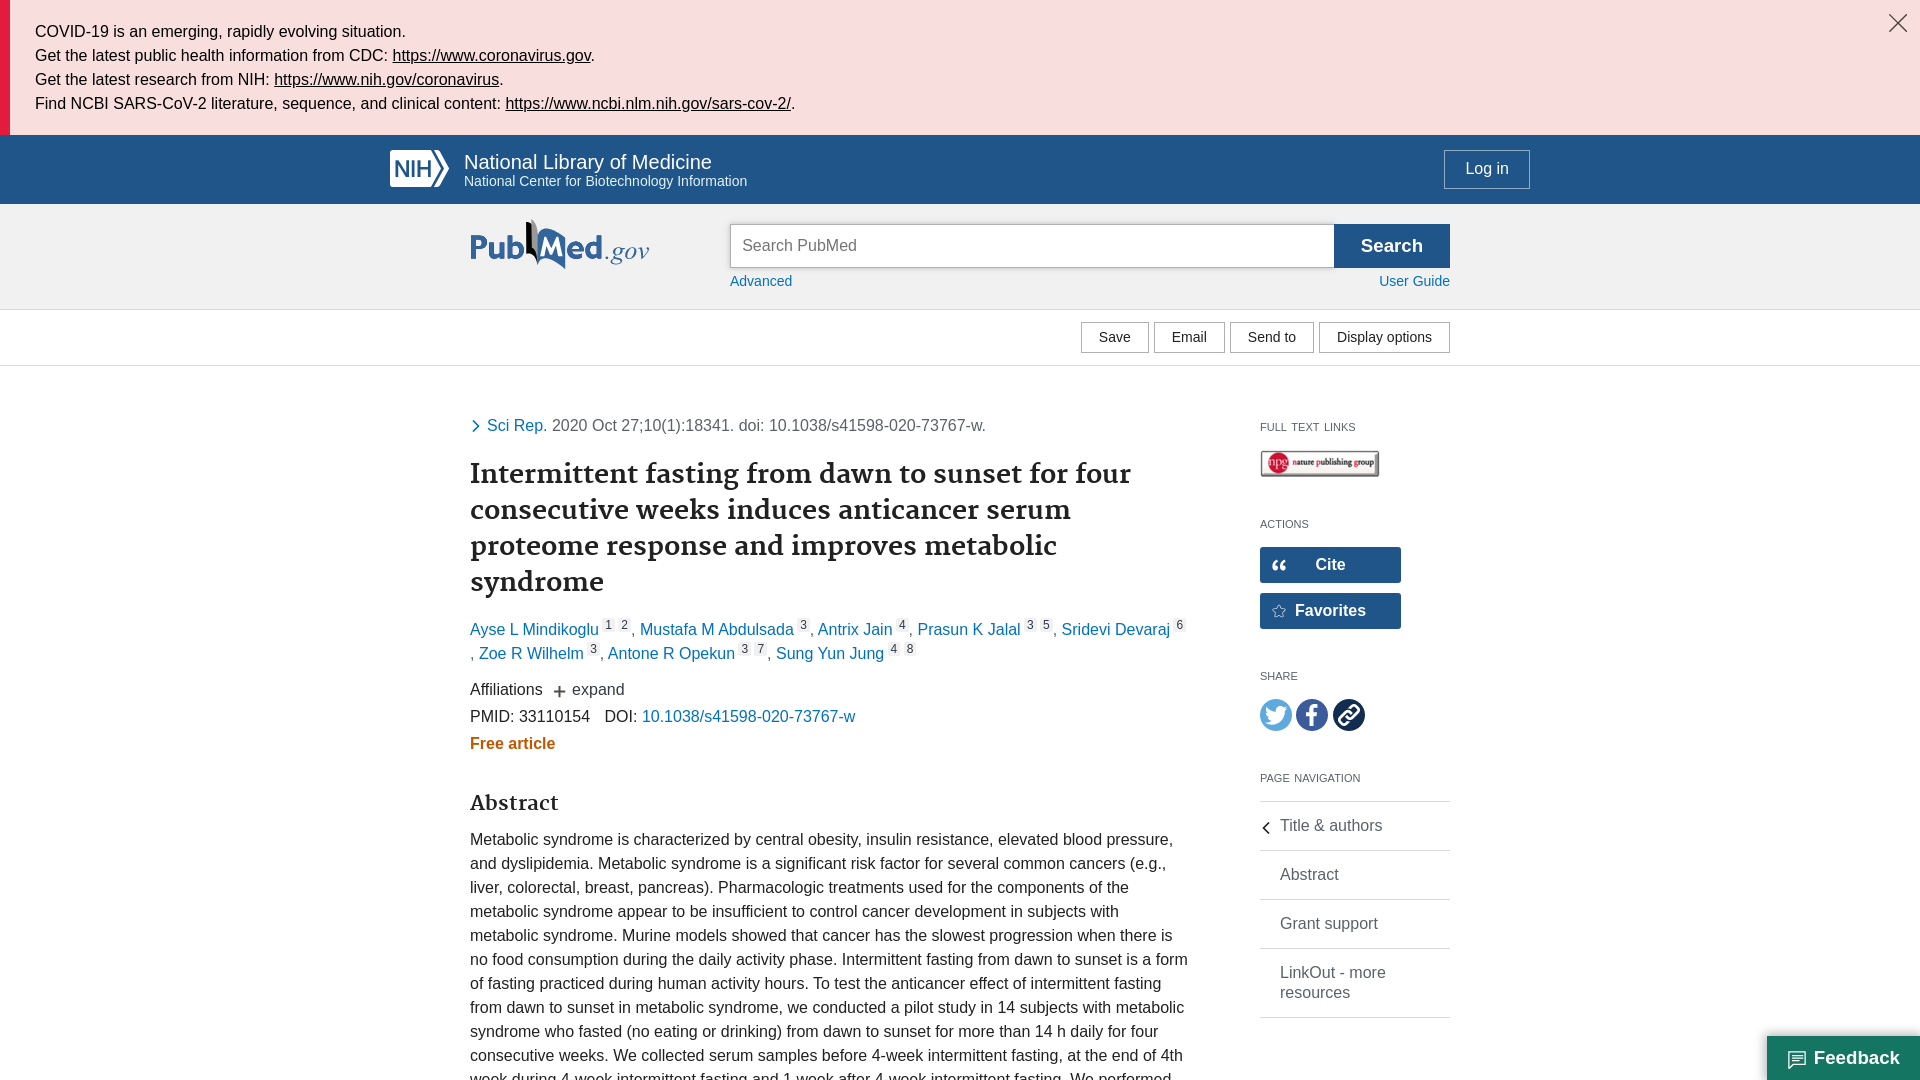 COVID-19 is an emerging, rapidly evolving situation.
Get the latest public health information from CDC: https://www.coronavirus.gov.
Get the latest research from NIH: https://www.nih.gov/coronavirus.
Find NCBI SARS-CoV-2 literature, sequence, and clinical content: https://www.ncbi.nlm.nih.gov/sars-cov-2/.
NIH National Library of Medicine
National Center for Biotechnology Information
Log in
PubMed.gov
Search PubMed
Search
Advanced
User Guide
Save
Email
Send to
Display options
Sci Rep. 2020 Oct 27;10(1):18341. doi: 10.1038/s41598-020-73767-w.
Intermittent fasting from dawn to sunset for four
consecutive weeks induces anticancer serum
proteome response and improves metabolic
syndrome
Ayse L Mindikoglu 1 2, Mustafa M Abdulsada 3, Antrix Jain 4, Prasun K Jalal 3 5, Sridevi Devaraj 6
, Zoe R Wilhelm 3, Antone R Opekun 3 7, Sung Yun Jung 4 8
Affiliations + expand
PMID: 33110154 DOI: 10.1038/s41598-020-73767-w
Free article
Abstract
Metabolic syndrome is characterized by central obesity, insulin resistance, elevated blood pressure,
and dyslipidemia. Metabolic syndrome is a significant risk factor for several common cancers (e.g.,
liver, colorectal, breast, pancreas). Pharmacologic treatments used for the components of the
metabolic syndrome appear to be insufficient to control cancer development in subjects with
metabolic syndrome. Murine models showed that cancer has the slowest progression when there is
no food consumption during the daily activity phase. Intermittent fasting from dawn to sunset is a form
of fasting practiced during human activity hours. To test the anticancer effect of intermittent fasting
from dawn to sunset in metabolic syndrome, we conducted a pilot study in 14 subjects with metabolic
syndrome who fasted (no eating or drinking) from dawn to sunset for more than 14 h daily for four
consecutive weeks. We collected serum samples before 4-week intermittent fasting, at the end of 4th
week during 4-week intermittent fasting and 1 week after 4-week intermittent fasting. We performed
FULL TEXT LINKS
npg nature publishing group
ACTIONS
Cite
Favorites
SHARE
PAGE NAVIGATION
Title & authors
Abstract
Grant support
LinkOut - more
resources
Feedback